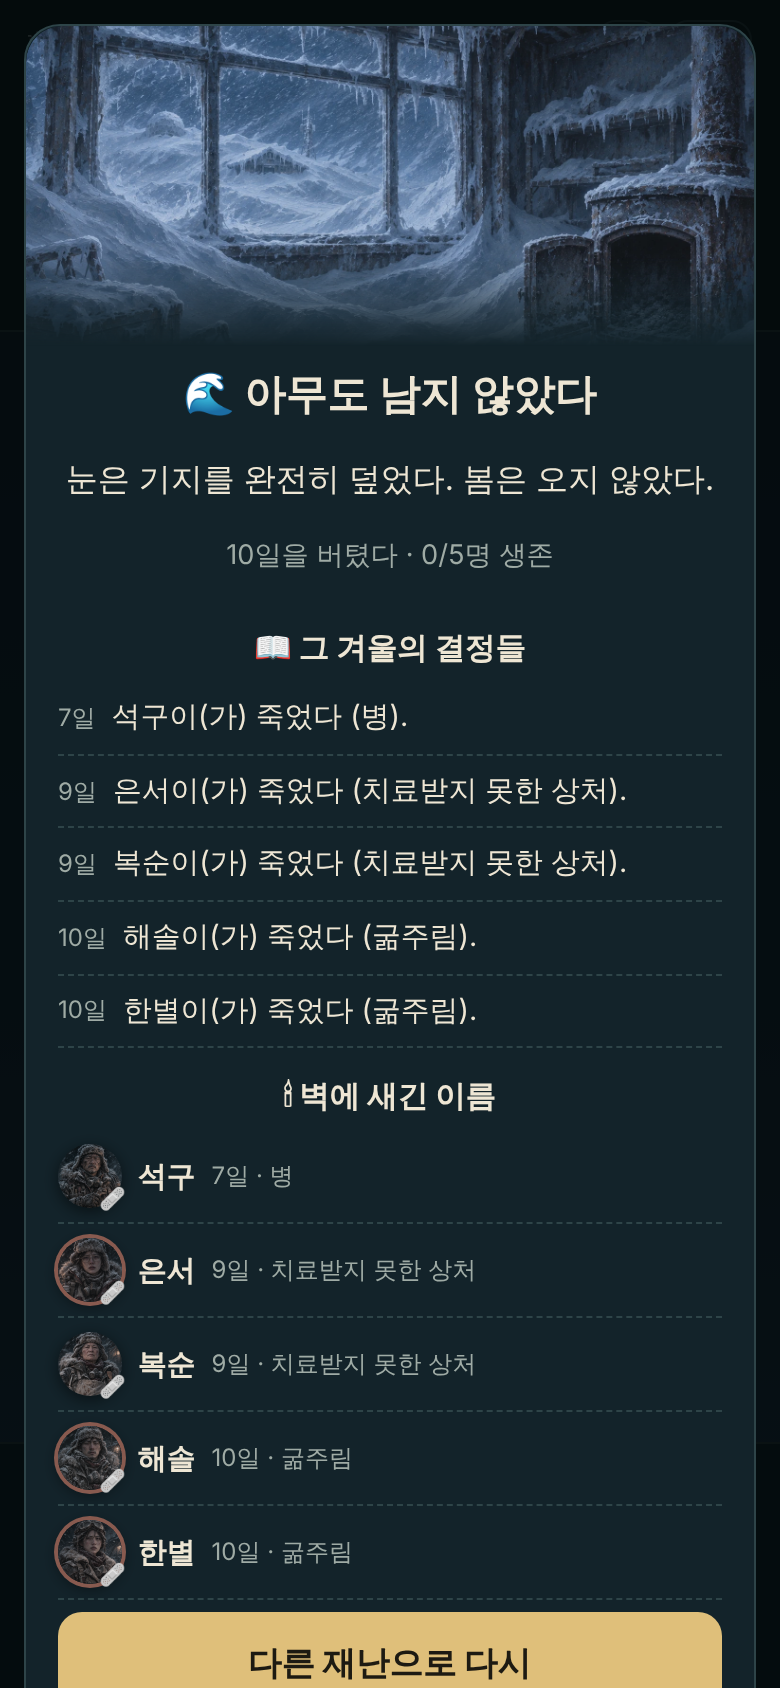 🌊 아무도 남지 않았다
눈은 기지를 완전히 덮었다. 봄은 오지 않았다.
10일을 버텼다 · 0/5명 생존
📖 그 겨울의 결정들
7일 석구이(가) 죽었다 (병).
9일 은서이(가) 죽었다 (치료받지 못한 상처).
9일 복순이(가) 죽었다 (치료받지 못한 상처).
10일 해솔이(가) 죽었다 (굶주림).
10일 한별이(가) 죽었다 (굶주림).
🕯 벽에 새긴 이름
석구 7일 · 병
은서 9일 · 치료받지 못한 상처
복순 9일 · 치료받지 못한 상처
해솔 10일 · 굶주림
한별 10일 · 굶주림
다른 재난으로 다시